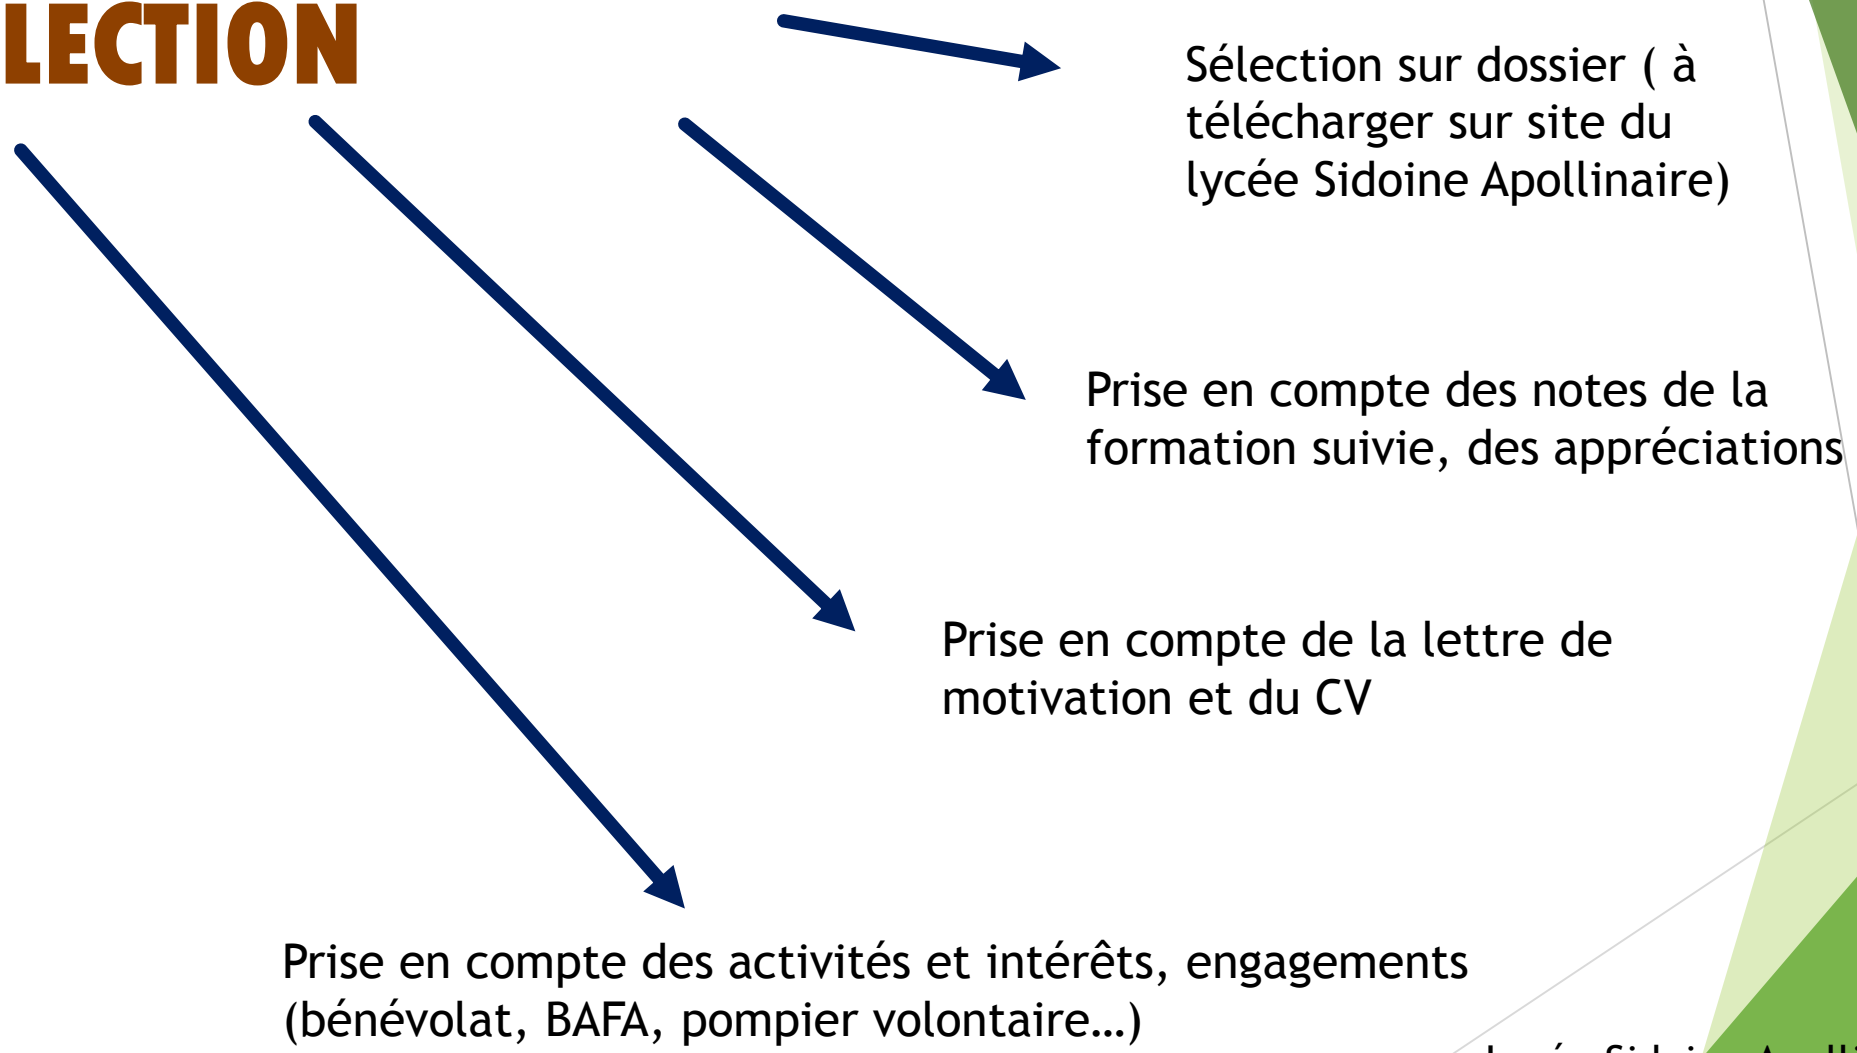 LECTION
Sélection sur dossier ( à
télécharger sur site du
lycée Sidoine Apollinaire)
Prise en compte des notes de la
formation suivie, des appréciations
Prise en compte de la lettre de
motivation et du CV
Prise en compte des activités et intérêts, engagements
(bénévolat, BAFA, pompier volontaire…)